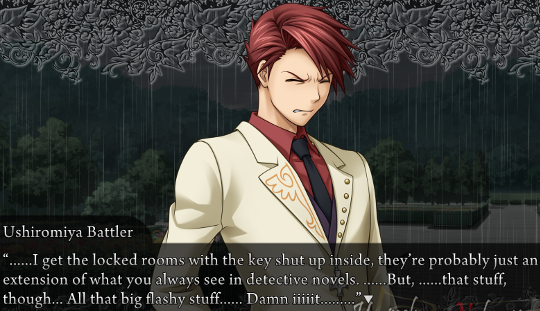 Ushiromiya Battler
“......I get the locked rooms with the key shut up inside, they’re probably just an
extension of what you always see in detective novels. ......But, ......that stuff,
though... All that big flashy stuff...... Damn iiiiit.........”